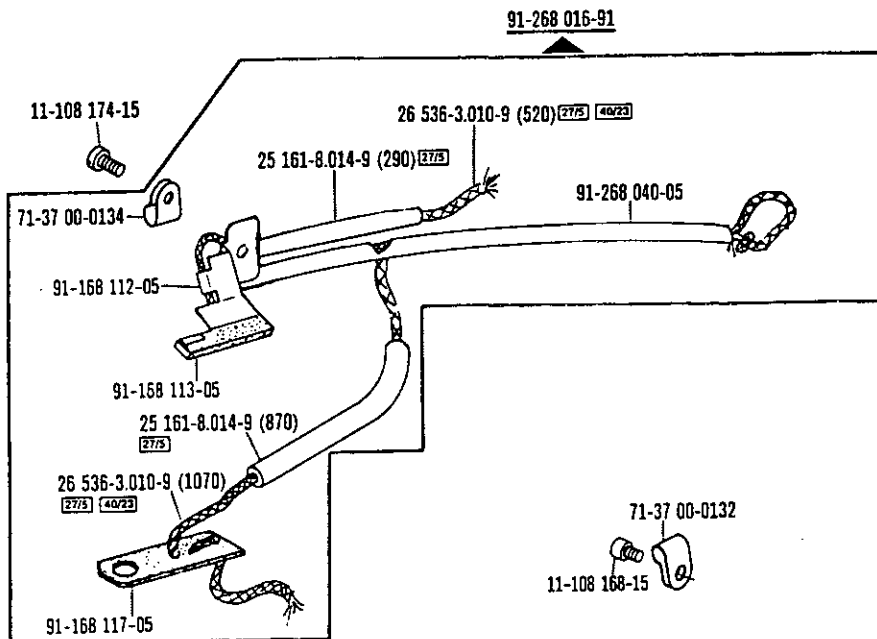 91-268 016-91
11-108 174-15
26 536-3.010-9 (520) 27/5 40/23
25 161-8.014-9 (290) 27/5
91-268 040-05
71-37 00-0134
91-168 112-05
91-168 113-05
25 161-8.014-9 (870)
27/5
26 536-3.010-9 (1070)
27/5 40/23
71-37 00-0132
11-108 168-15
91-168 117-05